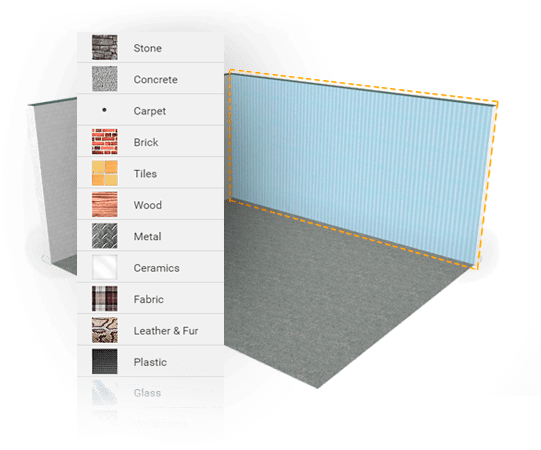 Stone
Concrete
Carpet
Brick
Tiles
Wood
Metal
Ceramics
Fabric
Leather & Fur
Plastic
Glass